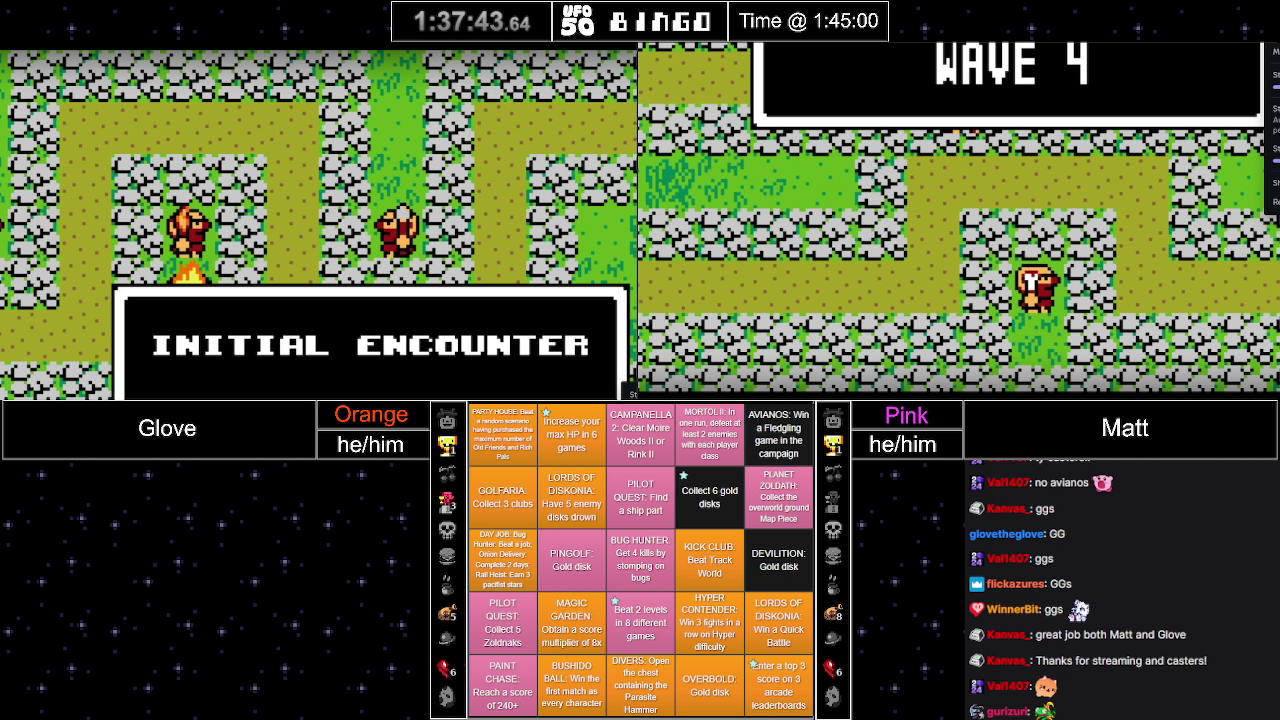 1:37:43.64
UFO 50 BINGO
Time @ 1:45:00
WAVE 4
INITIAL ENCOUNTER
Glove
Orange
he/him
Pink
he/him
Matt
PARTY HOUSE: Beat
a random scenario
having purchased the
maximum number of
Old Friends and Rich
Pals
Increase your
max HP in 6
games
CAMPANELLA
2: Clear Moire
Woods II or
Rink II
MORTOL II: In
one run, defeat at
least 2 enemies
with each player
class
AVIANOS: Win
a Fledgling
game in the
campaign
GOLFARIA:
Collect 3 clubs
LORDS OF
DISKONIA:
Have 5 enemy
disks drown
PILOT
QUEST: Find
a ship part
Collect 6 gold
disks
PLANET
ZOLDATH:
Collect the
overworld ground
Map Piece
DAY JOB: Bug
Hunter: Beat a job;
Onion Delivery:
Complete 2 days;
Rail Heist: Earn 3
pacifist stars
PINGOLF:
Gold disk
BUG HUNTER:
Get 4 kills by
stomping on
bugs
KICK CLUB:
Beat Track
World
DEVILITION:
Gold disk
PILOT
QUEST:
Collect 5
Zoldnaks
MAGIC
GARDEN:
Obtain a score
multiplier of 8x
Beat 2 levels
in 8 different
games
HYPER
CONTENDER:
Win 3 fights in a
row on Hyper
difficulty
LORDS OF
DISKONIA:
Win a Quick
Battle
PAINT
CHASE:
Reach a score
of 240+
BUSHIDO
BALL: Win the
first match as
every character
DIVERS: Open
the chest
containing the
Parasite
Hammer
OVERBOLD:
Gold disk
Enter a top 3
score on 3
arcade
leaderboards
1
3
5
6
1
8
6
Val1407: no avianos
Kanvas_: ggs
glovetheglove: GG
Val1407: ggs
flickazures: GGs
WinnerBit: ggs
Kanvas_: great job both Matt and Glove
Kanvas_: Thanks for streaming and casters!
Val1407:
gurizuri: